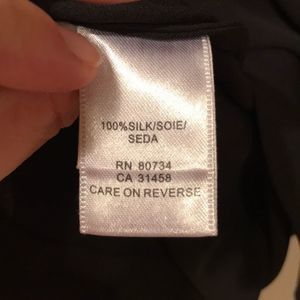 100%SILK/SOIE/
SEDA
RN 80734
CA 31458
CARE ON REVERSE